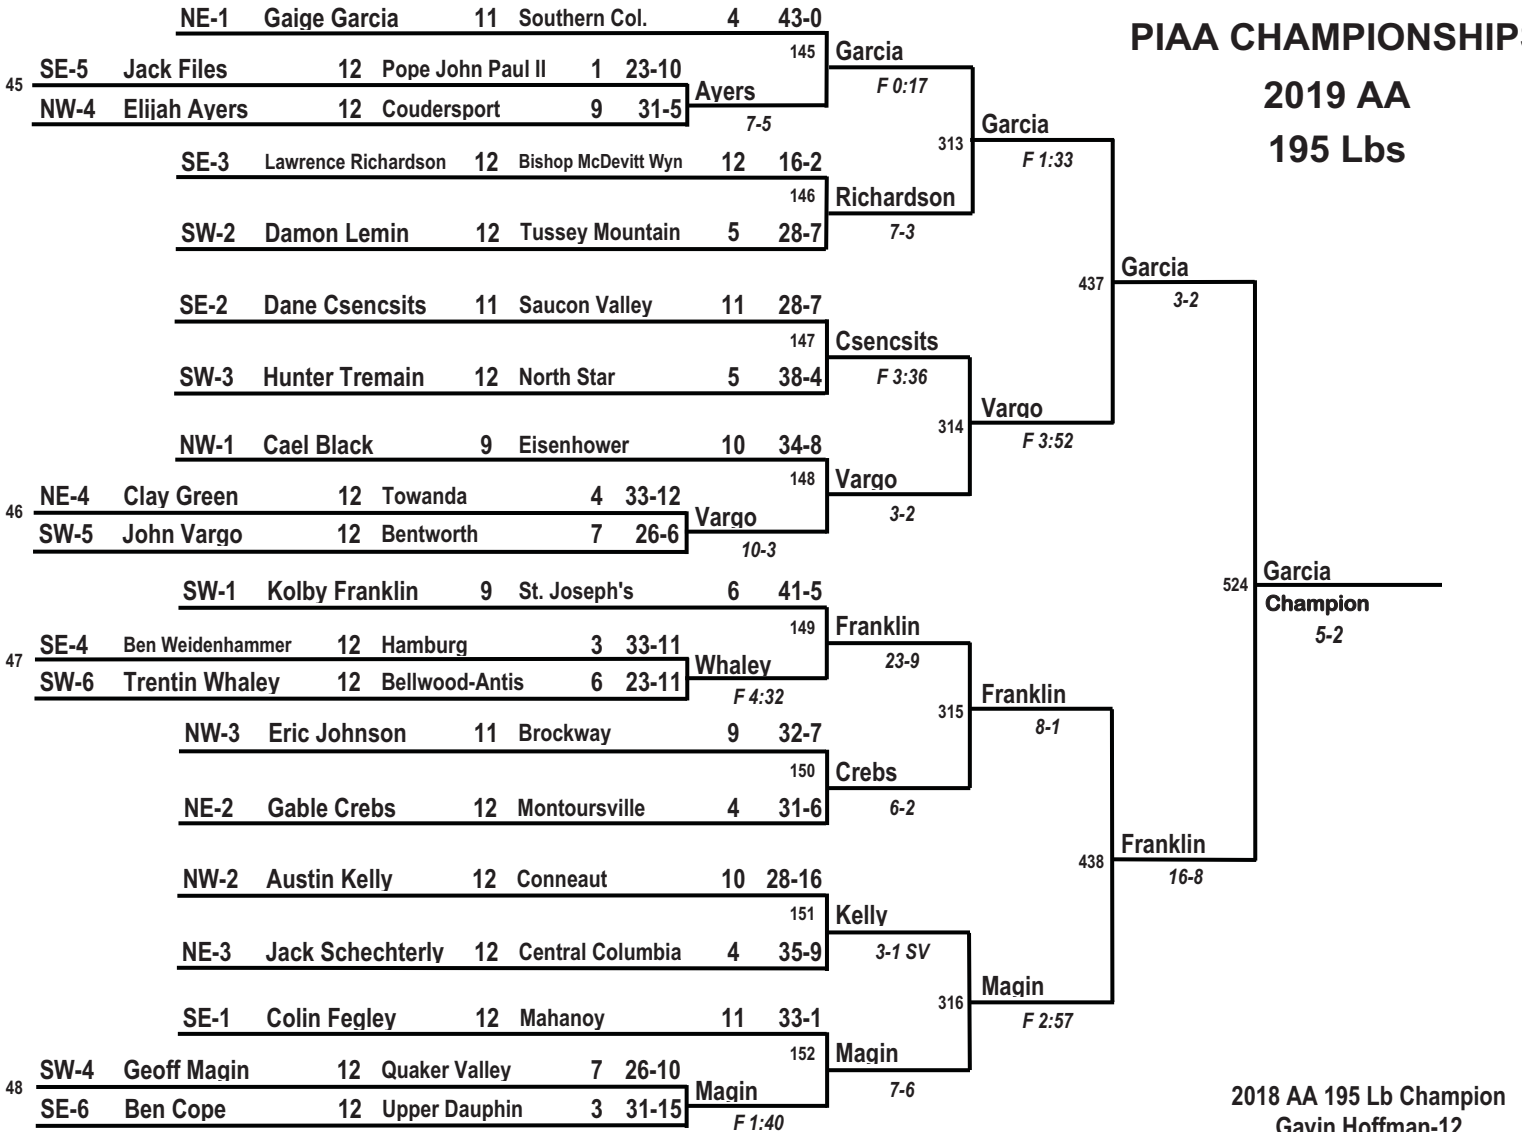 PIAA CHAMPIONSHIPS
2019 AA
195 Lbs
NE-1 Gaige Garcia 11 Southern Col. 4 43-0
145 Garcia
F 0:17
45 SE-5 Jack Files 12 Pope John Paul II 1 23-10
NW-4 Elijah Ayers 12 Coudersport 9 31-5
Ayers
7-5
313 Garcia
F 1:33
SE-3 Lawrence Richardson 12 Bishop McDevitt Wyn 12 16-2
146 Richardson
7-3
SW-2 Damon Lemin 12 Tussey Mountain 5 28-7
437 Garcia
3-2
SE-2 Dane Csencsits 11 Saucon Valley 11 28-7
147 Csencsits
F 3:36
SW-3 Hunter Tremain 12 North Star 5 38-4
314 Vargo
F 3:52
NW-1 Cael Black 9 Eisenhower 10 34-8
148 Vargo
3-2
46 NE-4 Clay Green 12 Towanda 4 33-12
SW-5 John Vargo 12 Bentworth 7 26-6
Vargo
10-3
524 Garcia
Champion
5-2
SW-1 Kolby Franklin 9 St. Joseph's 6 41-5
149 Franklin
23-9
47 SE-4 Ben Weidenhammer 12 Hamburg 3 33-11
SW-6 Trentin Whaley 12 Bellwood-Antis 6 23-11
Whaley
F 4:32
315 Franklin
8-1
NW-3 Eric Johnson 11 Brockway 9 32-7
150 Crebs
6-2
NE-2 Gable Crebs 12 Montoursville 4 31-6
438 Franklin
16-8
NW-2 Austin Kelly 12 Conneaut 10 28-16
151 Kelly
3-1 SV
NE-3 Jack Schechterly 12 Central Columbia 4 35-9
316 Magin
F 2:57
SE-1 Colin Fegley 12 Mahanoy 11 33-1
152 Magin
7-6
48 SW-4 Geoff Magin 12 Quaker Valley 7 26-10
SE-6 Ben Cope 12 Upper Dauphin 3 31-15
Magin
F 1:40
2018 AA 195 Lb Champion
Gavin Hoffman-12